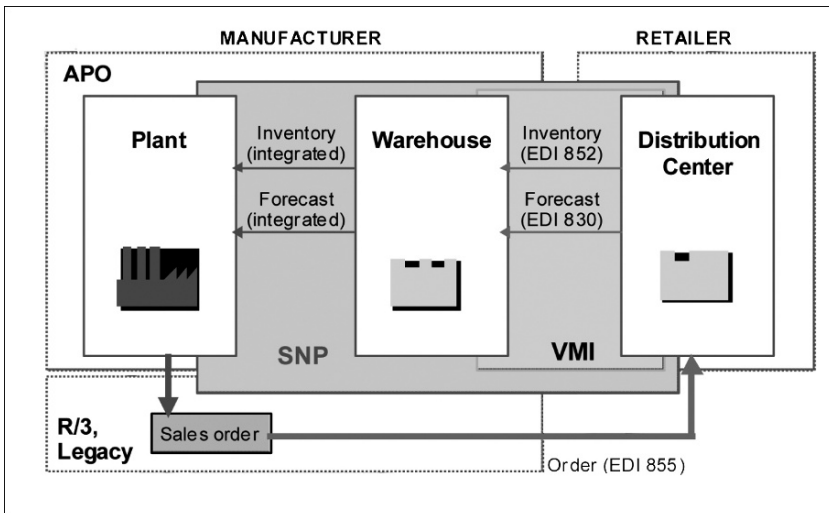 MANUFACTURER
RETAILER
APO
Plant
Inventory
(integrated)
Forecast
(integrated)
Warehouse
Inventory
(EDI 852)
Forecast
(EDI 830)
Distribution
Center
SNP
VMI
R/3,
Legacy
Sales order
Order (EDI 855)